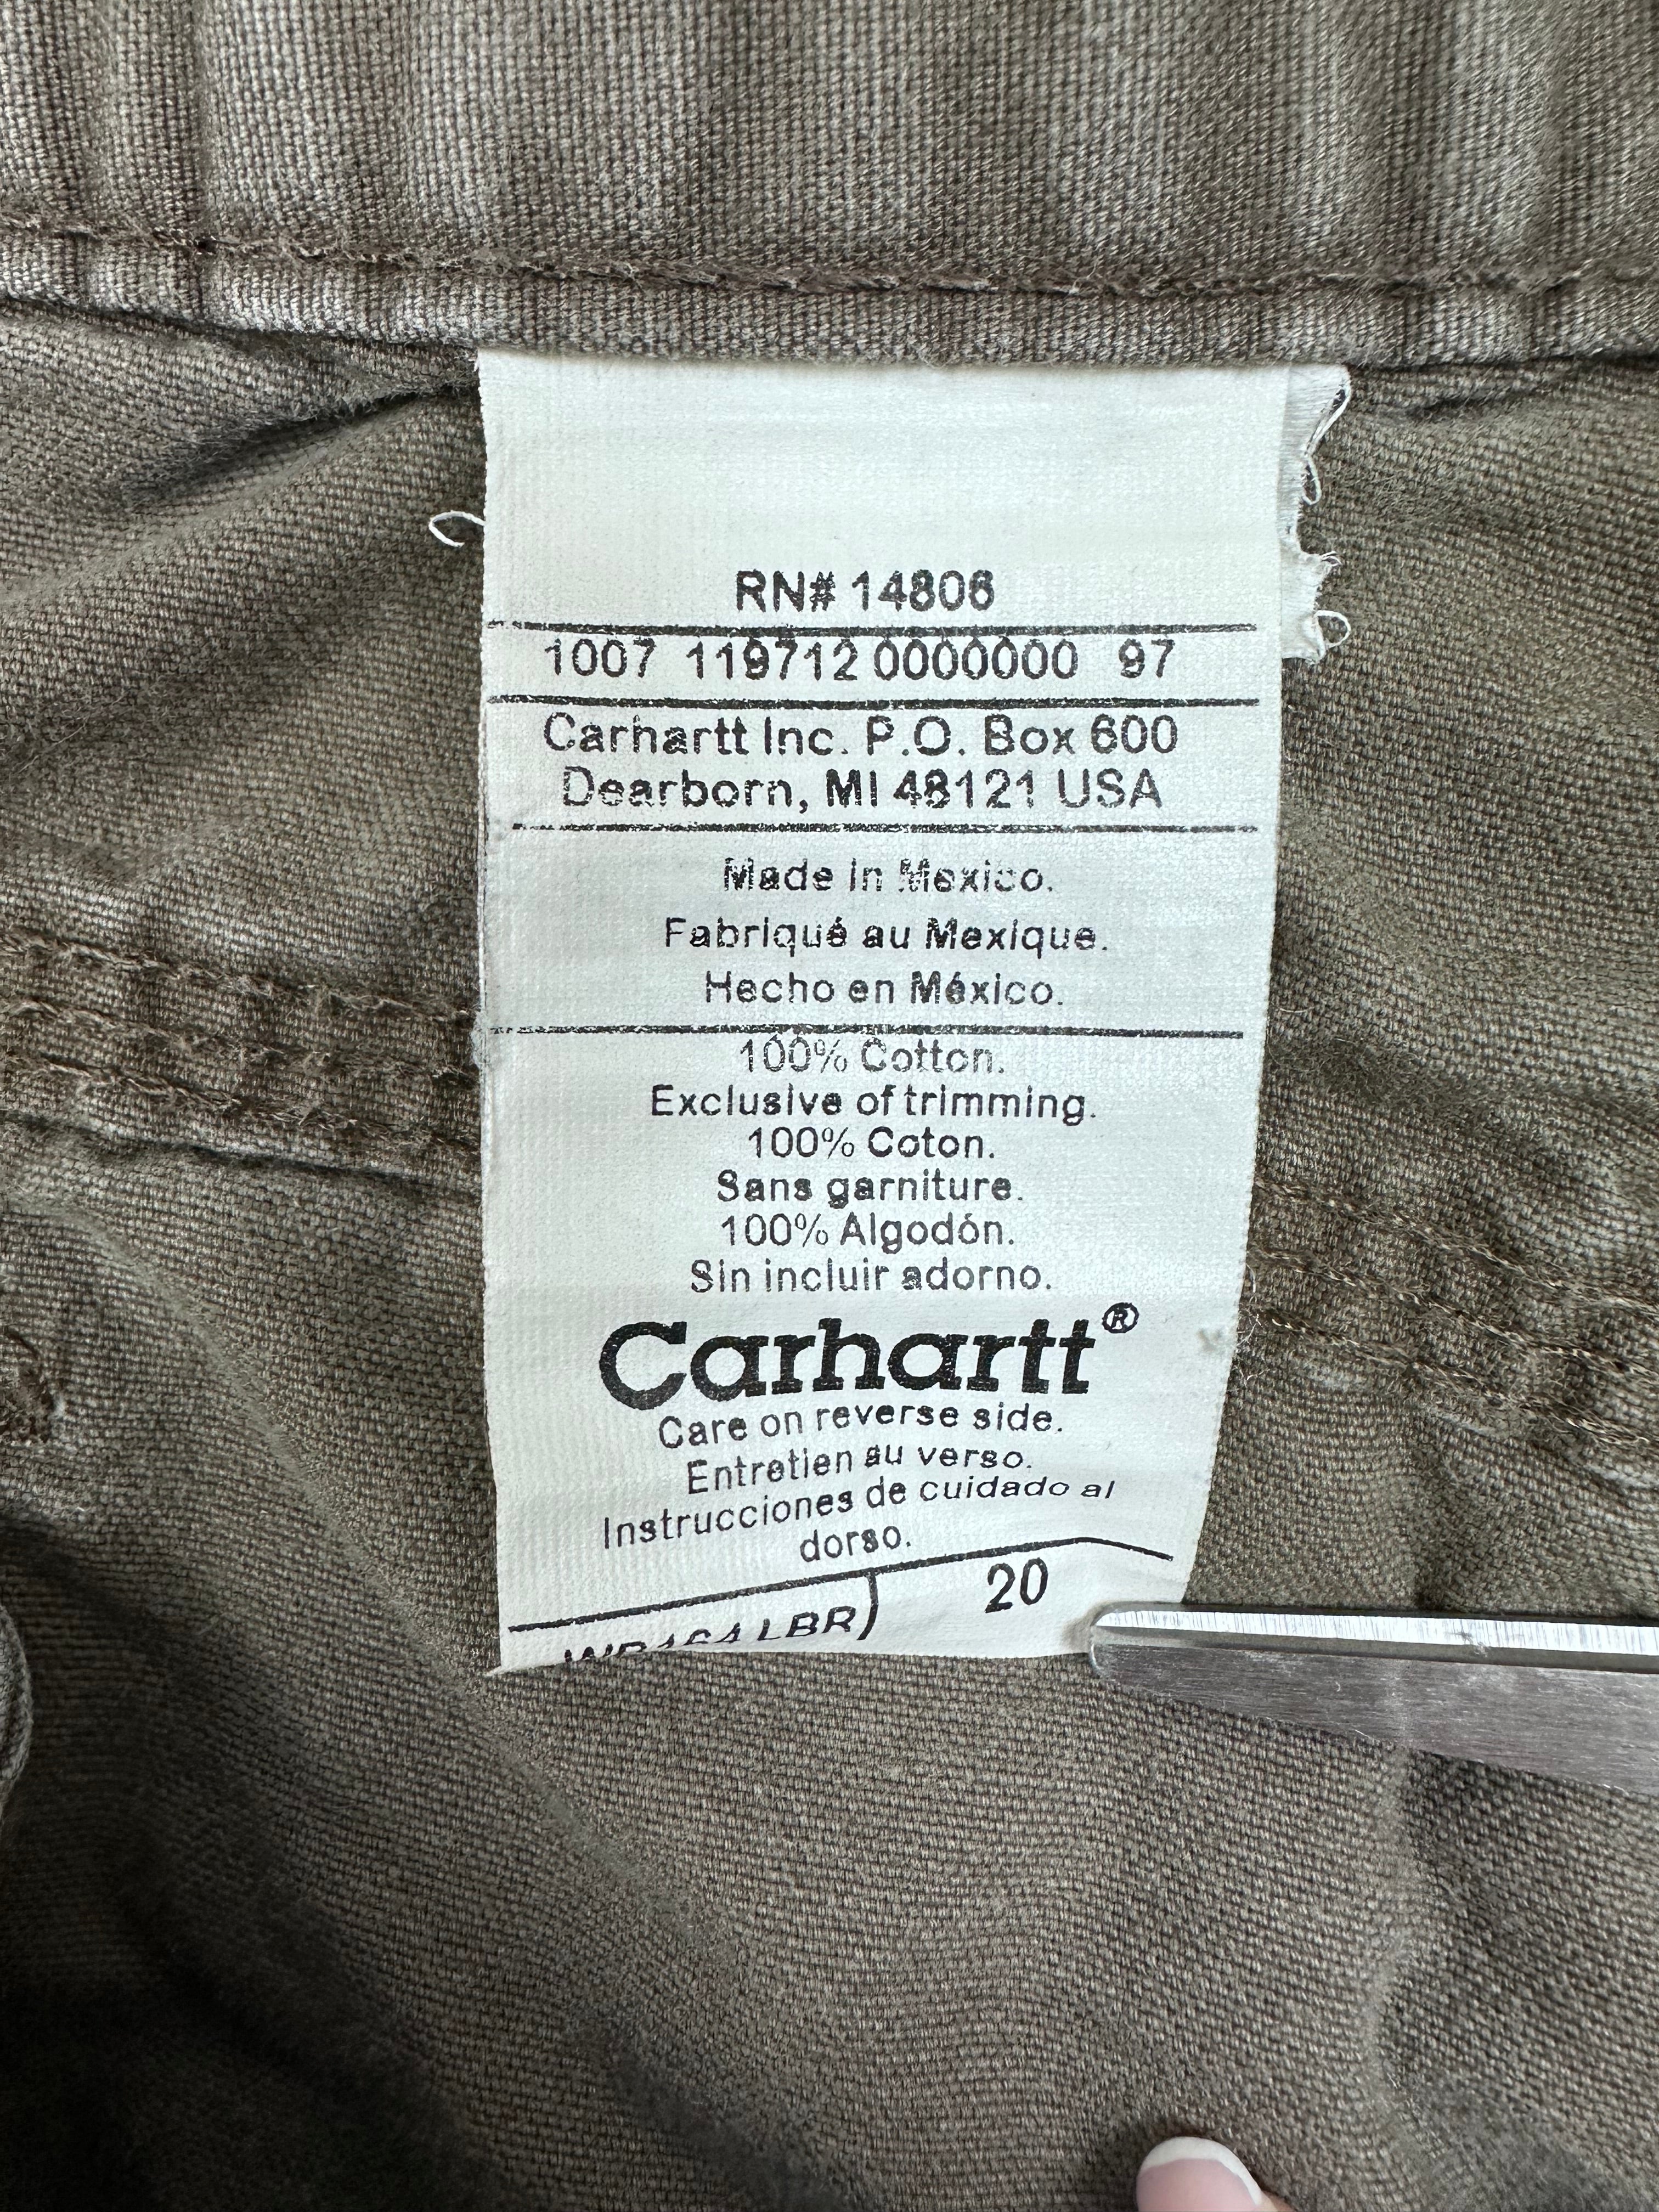 RN# 14806
1007 119712 0000000 97
Carhartt Inc. P.O. Box 600
Dearborn, MI 48121 USA
Made in Mexico.
Fabriqué au Mexique.
Hecho en México.
100% Cotton.
Exclusive of trimming.
100% Coton.
Sans garniture.
100% Algodón.
Sin incluir adorno.
Carhartt®
Care on reverse side.
Entretien au verso.
Instrucciones de cuidado al
dorso.
LBR 20